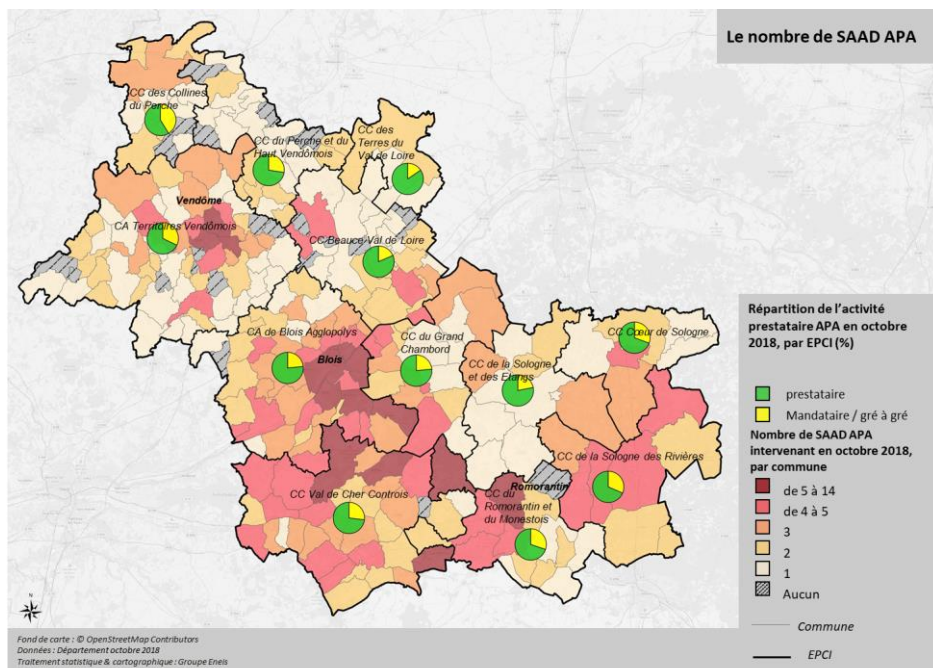 Le nombre de SAAD APA
CC des Collines
du Perche
CC du Perche et du
Haut Vendômois
CC des
Terres du
Val de Loire
Vendôme
CA Territoires Vendômois
CC Beauce Val de Loire
CA de Blois Agglopolys
Blois
CC du Grand
Chambord
CC de la Sologne
et des Etangs
CC Cœur de Sologne
CC de la Sologne des Rivières
Romorantin
CC du
Romorantin et
du Monestois
CC Val de Cher Controis
Répartition de l'activité
prestataire APA en octobre
2018, par EPCI (%)
prestataire
Mandataire / gré à gré
Nombre de SAAD APA
intervenant en octobre 2018,
par commune
de 5 à 14
de 4 à 5
3
2
1
Aucun
Commune
EPCI
N
Fond de carte : © OpenStreetMap Contributors
Données : Département octobre 2018
Traitement statistique & cartographique : Groupe Eneis